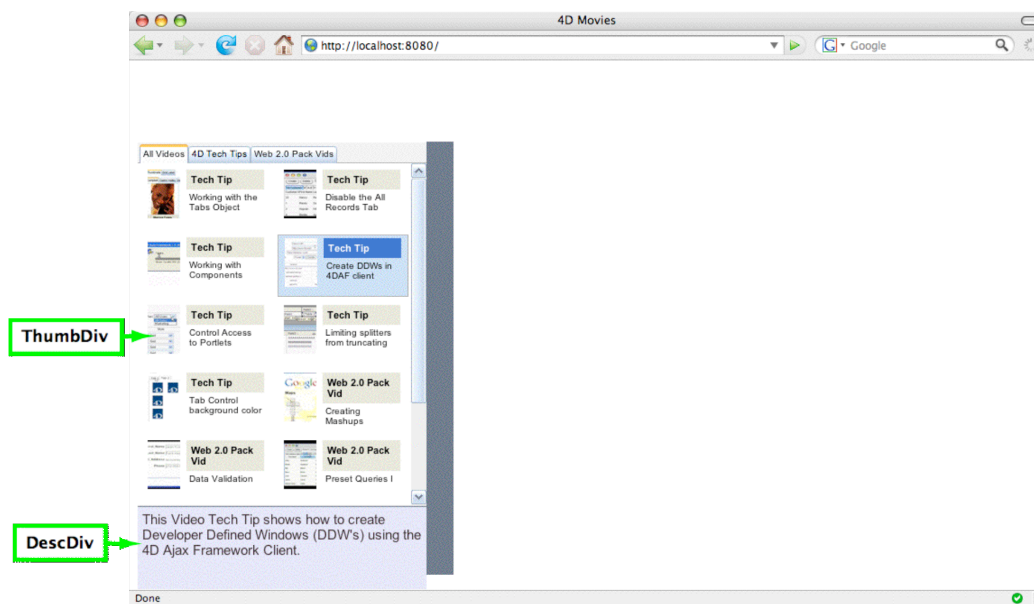 4D Movies
http://localhost:8080/
Google
All Videos 4D Tech Tips Web 2.0 Pack Vids
Tech Tip
Working with the
Tabs Object
Tech Tip
Disable the All
Records Tab
Tech Tip
Working with
Components
Tech Tip
Create DDWs in
4DAF client
ThumbDiv
Tech Tip
Control Access
to Portlets
Tech Tip
Limiting splitters
from truncating
Tech Tip
Tab Control
background color
Google
Web 2.0 Pack
Vid
Creating
Mashups
Web 2.0 Pack
Vid
Data Validation
Web 2.0 Pack
Vid
Preset Queries I
DescDiv
This Video Tech Tip shows how to create
Developer Defined Windows (DDW's) using the
4D Ajax Framework Client.
Done